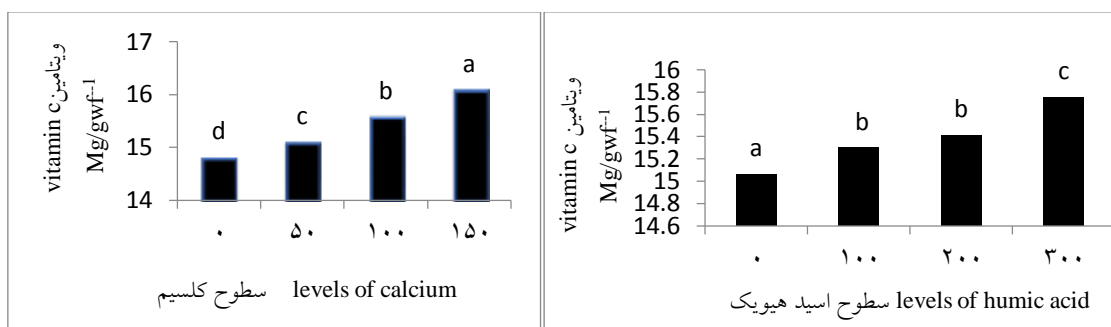 ویتامین vitamin c
Mg/gwf⁻¹
17
16
15
14
d
c
b
a
۰ ۵۰ ۱۰۰ ۱۵۰
سطوح کلسیم levels of calcium
ویتامین vitamin c
Mg/gwf⁻¹
16
15.8
15.6
15.4
15.2
15
14.8
14.6
a
b
b
c
۰ ۱۰۰ ۲۰۰ ۳۰۰
سطوح اسید هیویک levels of humic acid